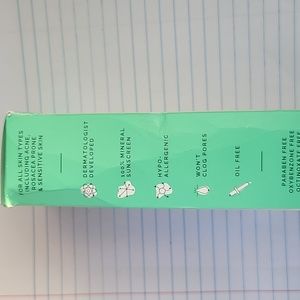 FOR ALL SKIN TYPES
INCLUDING ACNE,
ROSACEA PRONE
& SENSITIVE SKIN
DERMATOLOGIST
DEVELOPED
100% MINERAL
SUNSCREEN
HYPO-
ALLERGENIC
WON'T
CLOG PORES
OIL FREE
PARABEN FREE
OXYBENZONE FREE
OCTINOXATE FREE